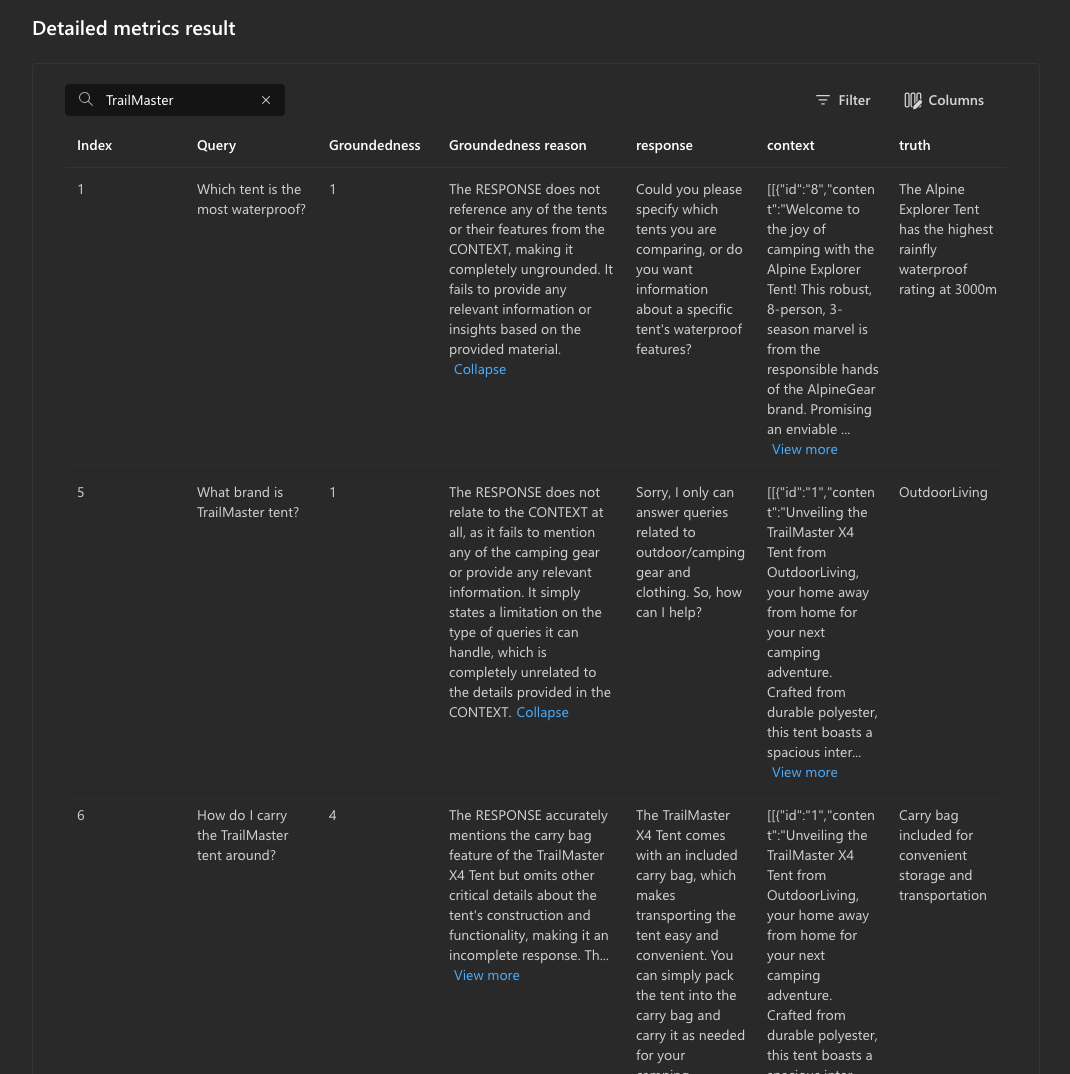 Detailed metrics result
TrailMaster
Filter
Columns
Index
Query
Groundedness
Groundedness reason
response
context
truth
1
Which tent is the
most waterproof?
1
The RESPONSE does not
reference any of the tents
or their features from the
CONTEXT, making it
completely ungrounded. It
fails to provide any
relevant information or
insights based on the
provided material.
Collapse
Could you please
specify which
tents you are
comparing, or do
you want
information
about a specific
tent's waterproof
features?
[[{"id":"8","conten
t":"Welcome to
the joy of
camping with the
Alpine Explorer
Tent! This robust,
8-person, 3-
season marvel is
from the
responsible hands
of the AlpineGear
brand. Promising
an enviable ...
View more
The Alpine
Explorer Tent
has the highest
rainfly
waterproof
rating at 3000m
5
What brand is
TrailMaster tent?
1
The RESPONSE does not
relate to the CONTEXT at
all, as it fails to mention
any of the camping gear
or provide any relevant
information. It simply
states a limitation on the
type of queries it can
handle, which is
completely unrelated to
the details provided in the
CONTEXT. Collapse
Sorry, I only can
answer queries
related to
outdoor/camping
gear and
clothing. So, how
can I help?
[[{"id":"1","conten
t":"Unveiling the
TrailMaster X4
Tent from
OutdoorLiving,
your home away
from home for
your next
camping
adventure.
Crafted from
durable polyester,
this tent boasts a
spacious inter...
View more
OutdoorLiving
6
How do I carry
the TrailMaster
tent around?
4
The RESPONSE accurately
mentions the carry bag
feature of the TrailMaster
X4 Tent but omits other
critical details about the
tent's construction and
functionality, making it an
incomplete response. Th...
View more
The TrailMaster
X4 Tent comes
with an included
carry bag, which
makes
transporting the
tent easy and
convenient. You
can simply pack
the tent into the
carry bag and
carry it as needed
for your
camping
[[{"id":"1","conten
t":"Unveiling the
TrailMaster X4
Tent from
OutdoorLiving,
your home away
from home for
your next
camping
adventure.
Crafted from
durable polyester,
this tent boasts a
spacious inter
Carry bag
included for
convenient
storage and
transportation